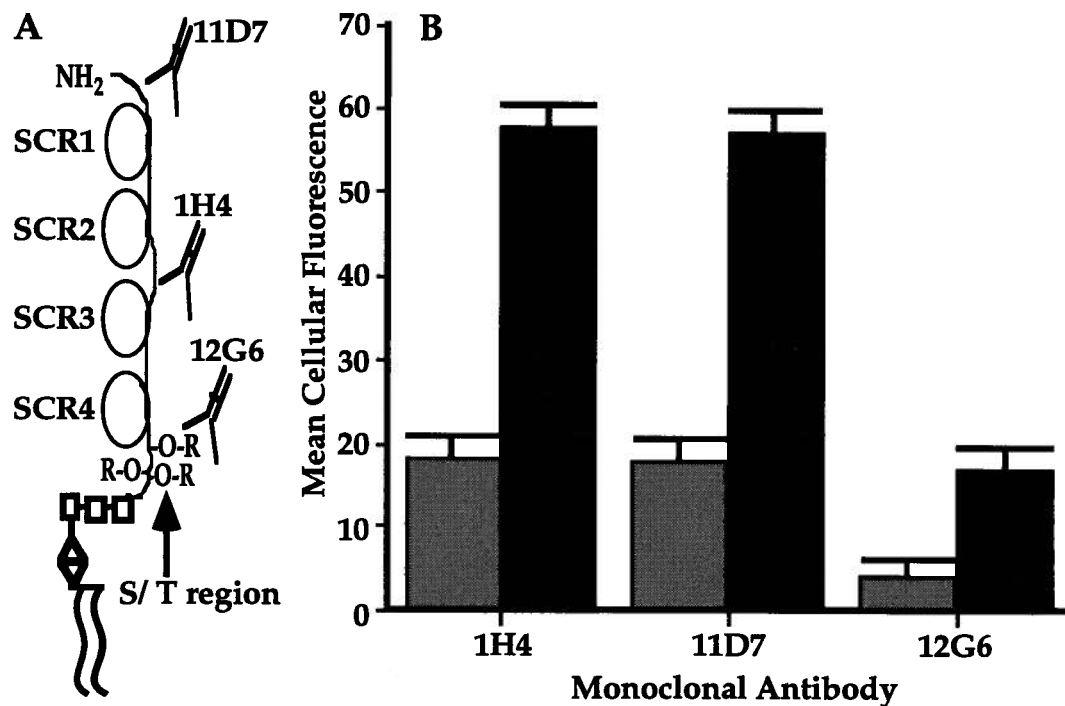 A
11D7
NH2
SCR1
SCR2
1H4
SCR3
12G6
SCR4
-O-R
R-O-
-O-R
S/ T region
B
Mean Cellular Fluorescence
70
60
50
40
30
20
10
0
1H4 11D7 12G6
Monoclonal Antibody